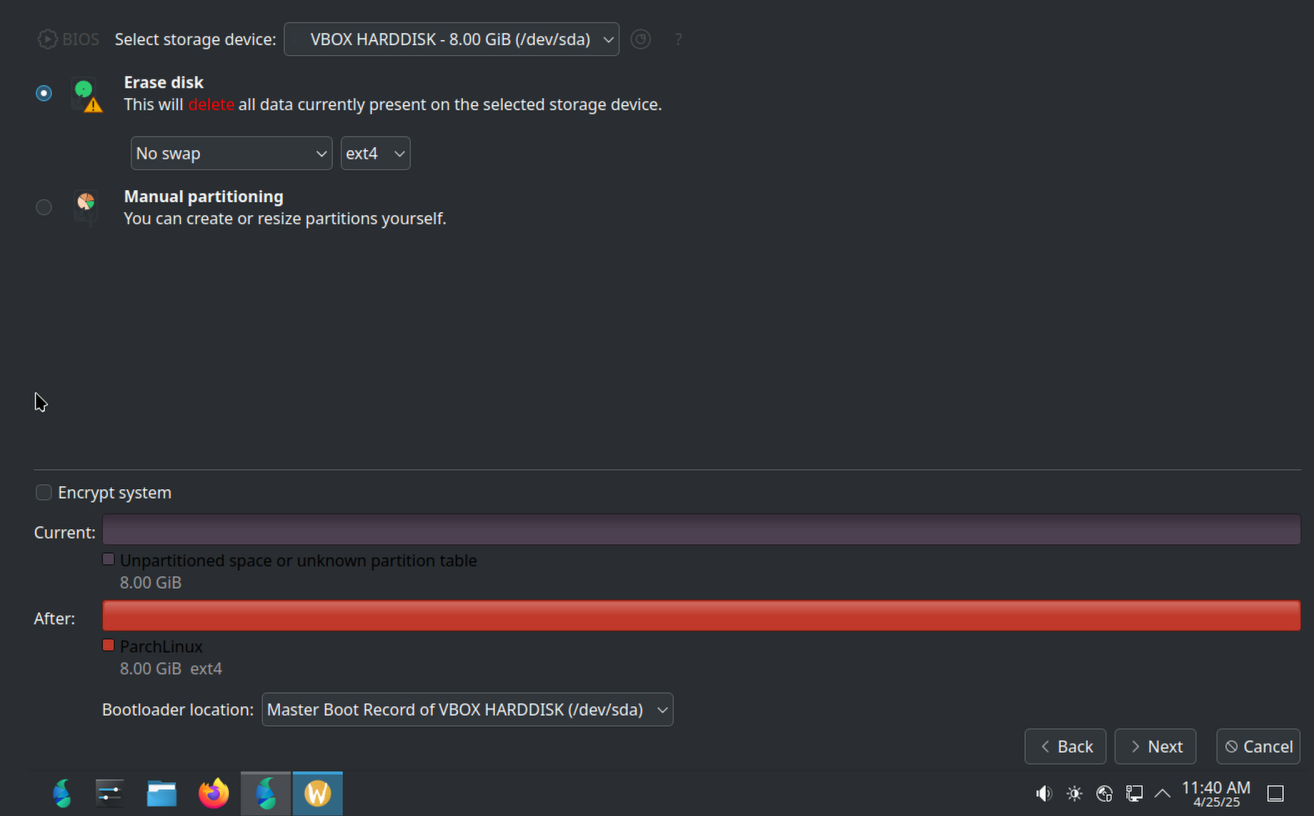 BIOS Select storage device: VBOX HARDDISK - 8.00 GiB (/dev/sda) ?
Erase disk
This will delete all data currently present on the selected storage device.
No swap ext4
Manual partitioning
You can create or resize partitions yourself.
Encrypt system
Current:
Unpartitioned space or unknown partition table
8.00 GiB
After:
ParchLinux
8.00 GiB ext4
Bootloader location: Master Boot Record of VBOX HARDDISK (/dev/sda)
Back Next Cancel
W 11:40 AM
4/25/25